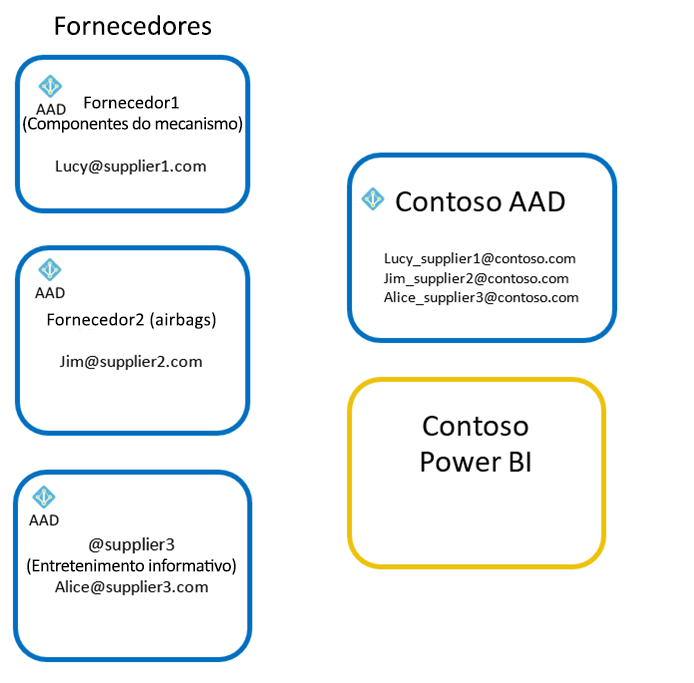 Fornecedores
AAD
Fornecedor1
(Componentes do mecanismo)
Lucy@supplier1.com
AAD
Fornecedor2 (airbags)
Jim@supplier2.com
AAD
@supplier3
(Entretenimento informativo)
Alice@supplier3.com
Contoso AAD
Lucy_supplier1@contoso.com
Jim_supplier2@contoso.com
Alice_supplier3@contoso.com
Contoso
Power BI